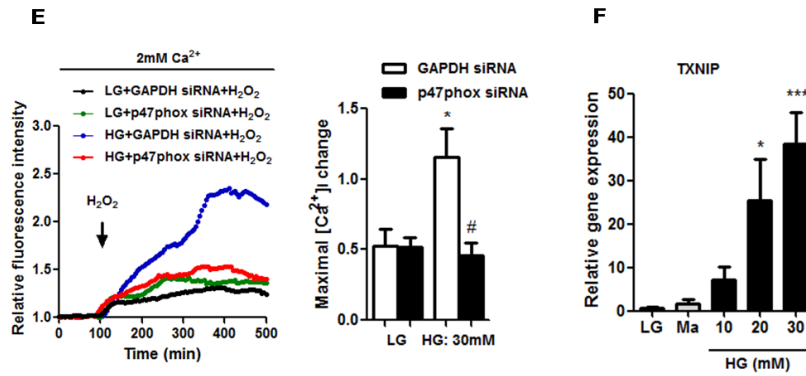 E
2mM Ca²⁺
LG+GAPDH siRNA+H₂O₂
LG+p47phox siRNA+H₂O₂
HG+GAPDH siRNA+H₂O₂
HG+p47phox siRNA+H₂O₂
Relative fluorescence intensity
3.0
2.5
2.0
1.5
1.0
H₂O₂
0 100 200 300 400 500
Time (min)
GAPDH siRNA
p47phox siRNA
Maximal [Ca²⁺]ıı change
1.5
1.0
0.5
0.0
*
#
LG HG: 30mM
F
TXNIP
Relative gene expression
50
40
30
20
10
0
*
***
LG Ma 10 20 30
HG (mM)